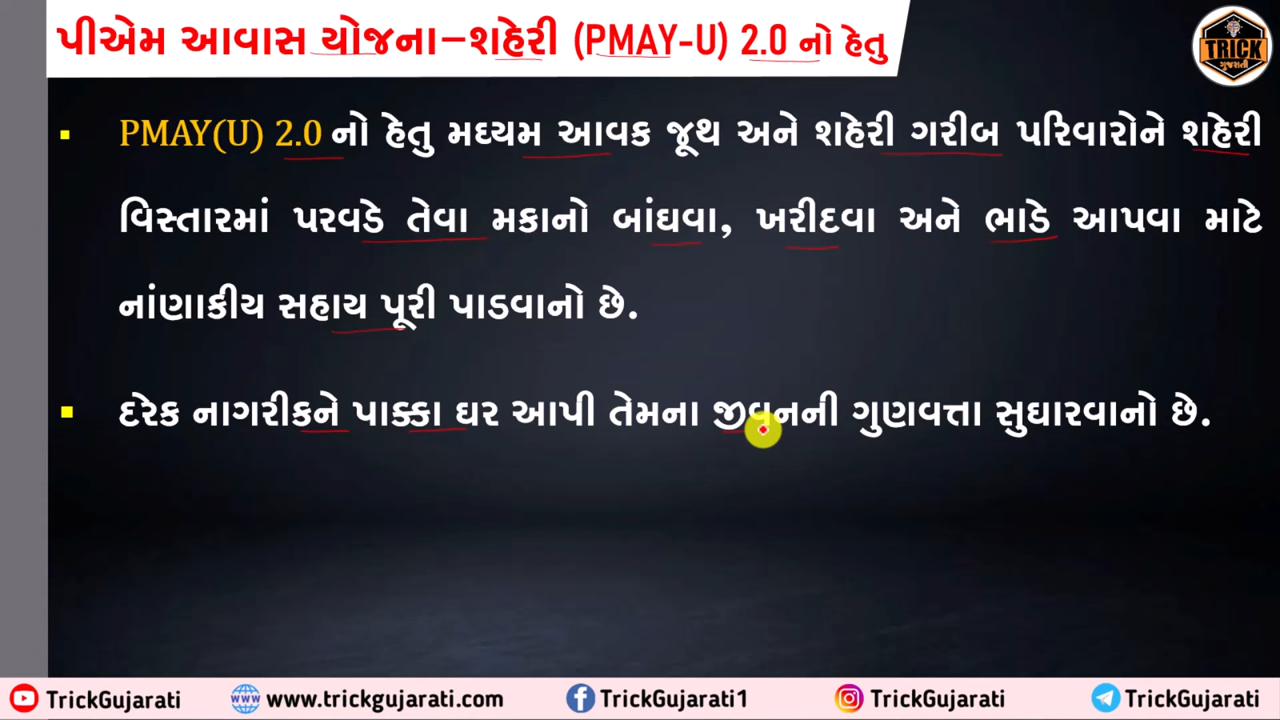 પીએમ આવાસ યોજના–શહેરી (PMAY-U) 2.0 નો હેતુ
TRICK
ગુજરાતી
PMAY(U) 2.0 નો હેતુ મધ્યમ આવક જૂથ અને શહેરી ગરીબ પરિવારોને શહેરી
વિસ્તારમાં પરવડે તેવા મકાનો બાંધવા, ખરીદવા અને ભાડે આપવા માટે
નાંણાકીય સહાય પૂરી પાડવાનો છે.
દરેક નાગરીકને પાક્કા ઘર આપી તેમના જીવનની ગુણવત્તા સુધારવાનો છે.
TrickGujarati www.trickgujarati.com TrickGujarati1 TrickGujarati TrickGujarati